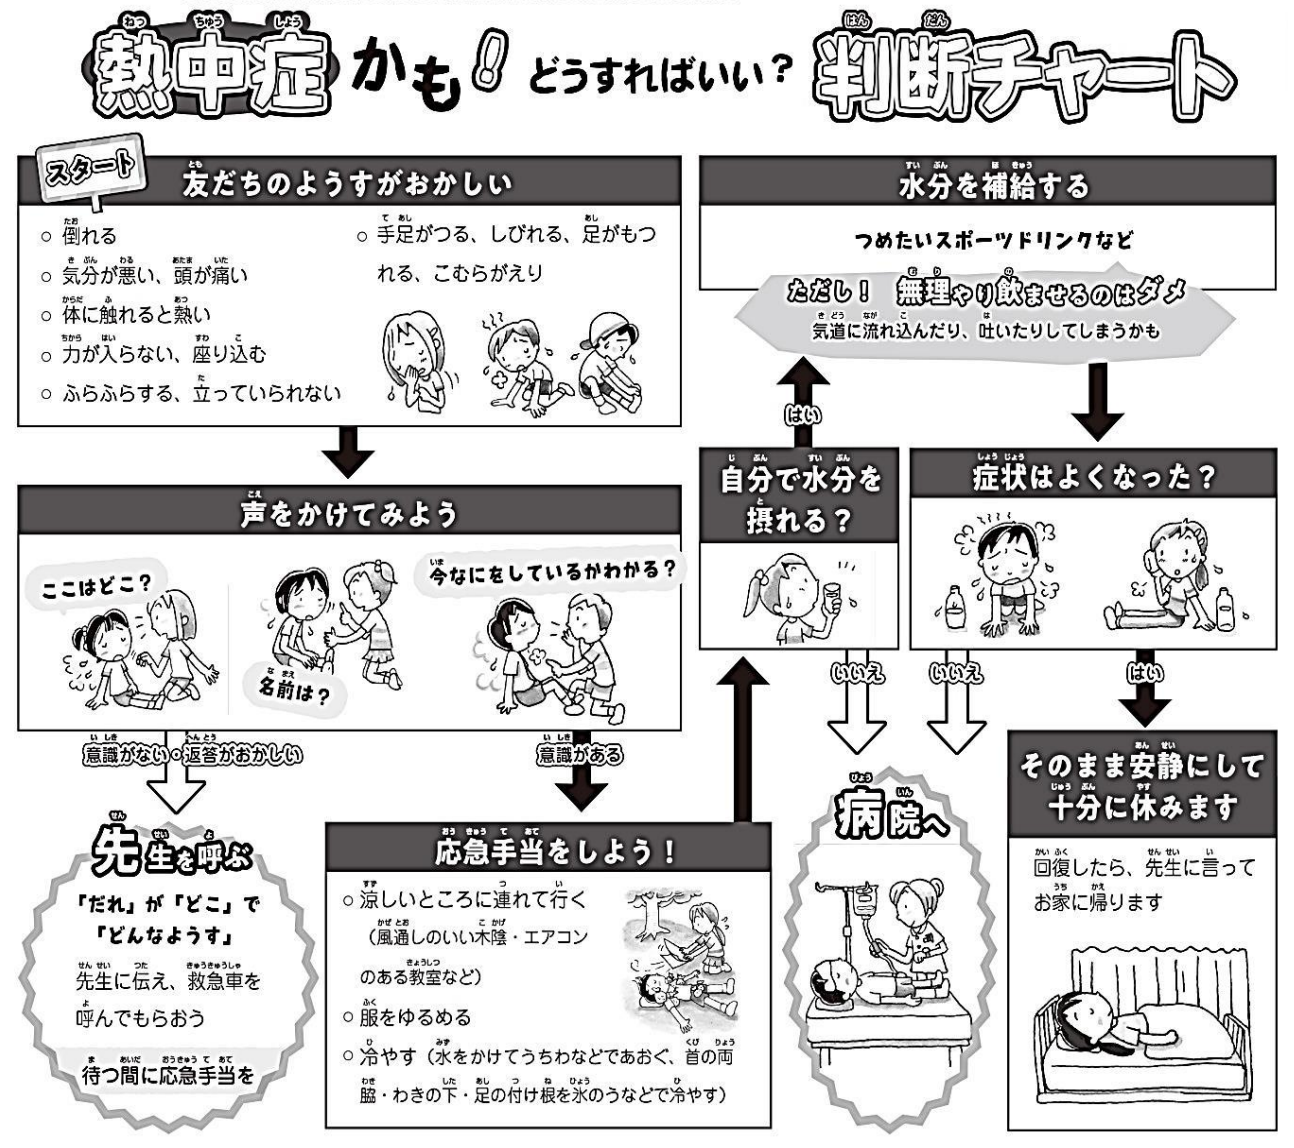 熱中症かも！どうすればいい？判断チャート
スタート
友だちのようすがおかしい
○ 倒れる
○ 気分が悪い、頭が痛い
○ 体に触れると熱い
○ 力が入らない、座り込む
○ ふらふらする、立っていられない
○ 手足がつる、しびれる、足がもつ
れる、こむらがえり
声をかけてみよう
ここはどこ？
名前は？
今なにをしているかわかる？
意識がない・返答がおかしい
意識がある
先生を呼ぶ
『だれ』が『どこ』で
『どんなようす』
先生に伝え、救急車を
呼んでもらおう
待つ間に応急手当を
応急手当をしよう！
○ 涼しいところに連れて行く
（風通しのいい木陰・エアコン
のある教室など）
○ 服をゆるめる
○ 冷やす（水をかけてうちわなどであおぐ、首の両
脇・わきの下・足の付け根を氷のうなどで冷やす）
自分で水分を
摂れる？
はい
いいえ
水分を補給する
つめたいスポーツドリンクなど
ただし！ 無理やり飲ませるのはダメ
気道に流れ込んだり、吐いたりしてしまうかも
症状はよくなった？
いいえ
はい
病院へ
そのまま安静にして
十分に休みます
回復したら、先生に言って
お家に帰ります